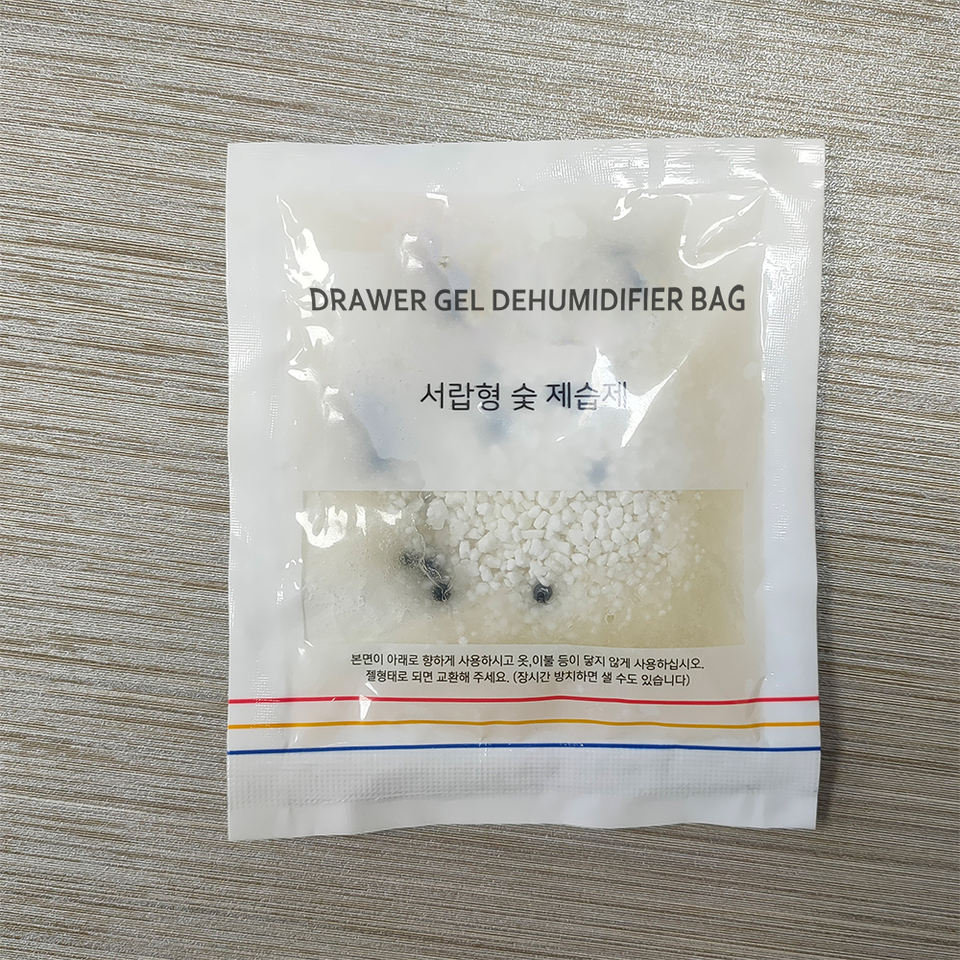 DRAWER GEL DEHUMIDIFIER BAG
서랍형 숯 제습제
본면이 아래로 향하게 사용하시고 옷,이불 등이 닿지 않게 사용하십시오.
젤형태로 되면 교환해 주세요. (장시간 방치하면 샐 수도 있습니다)